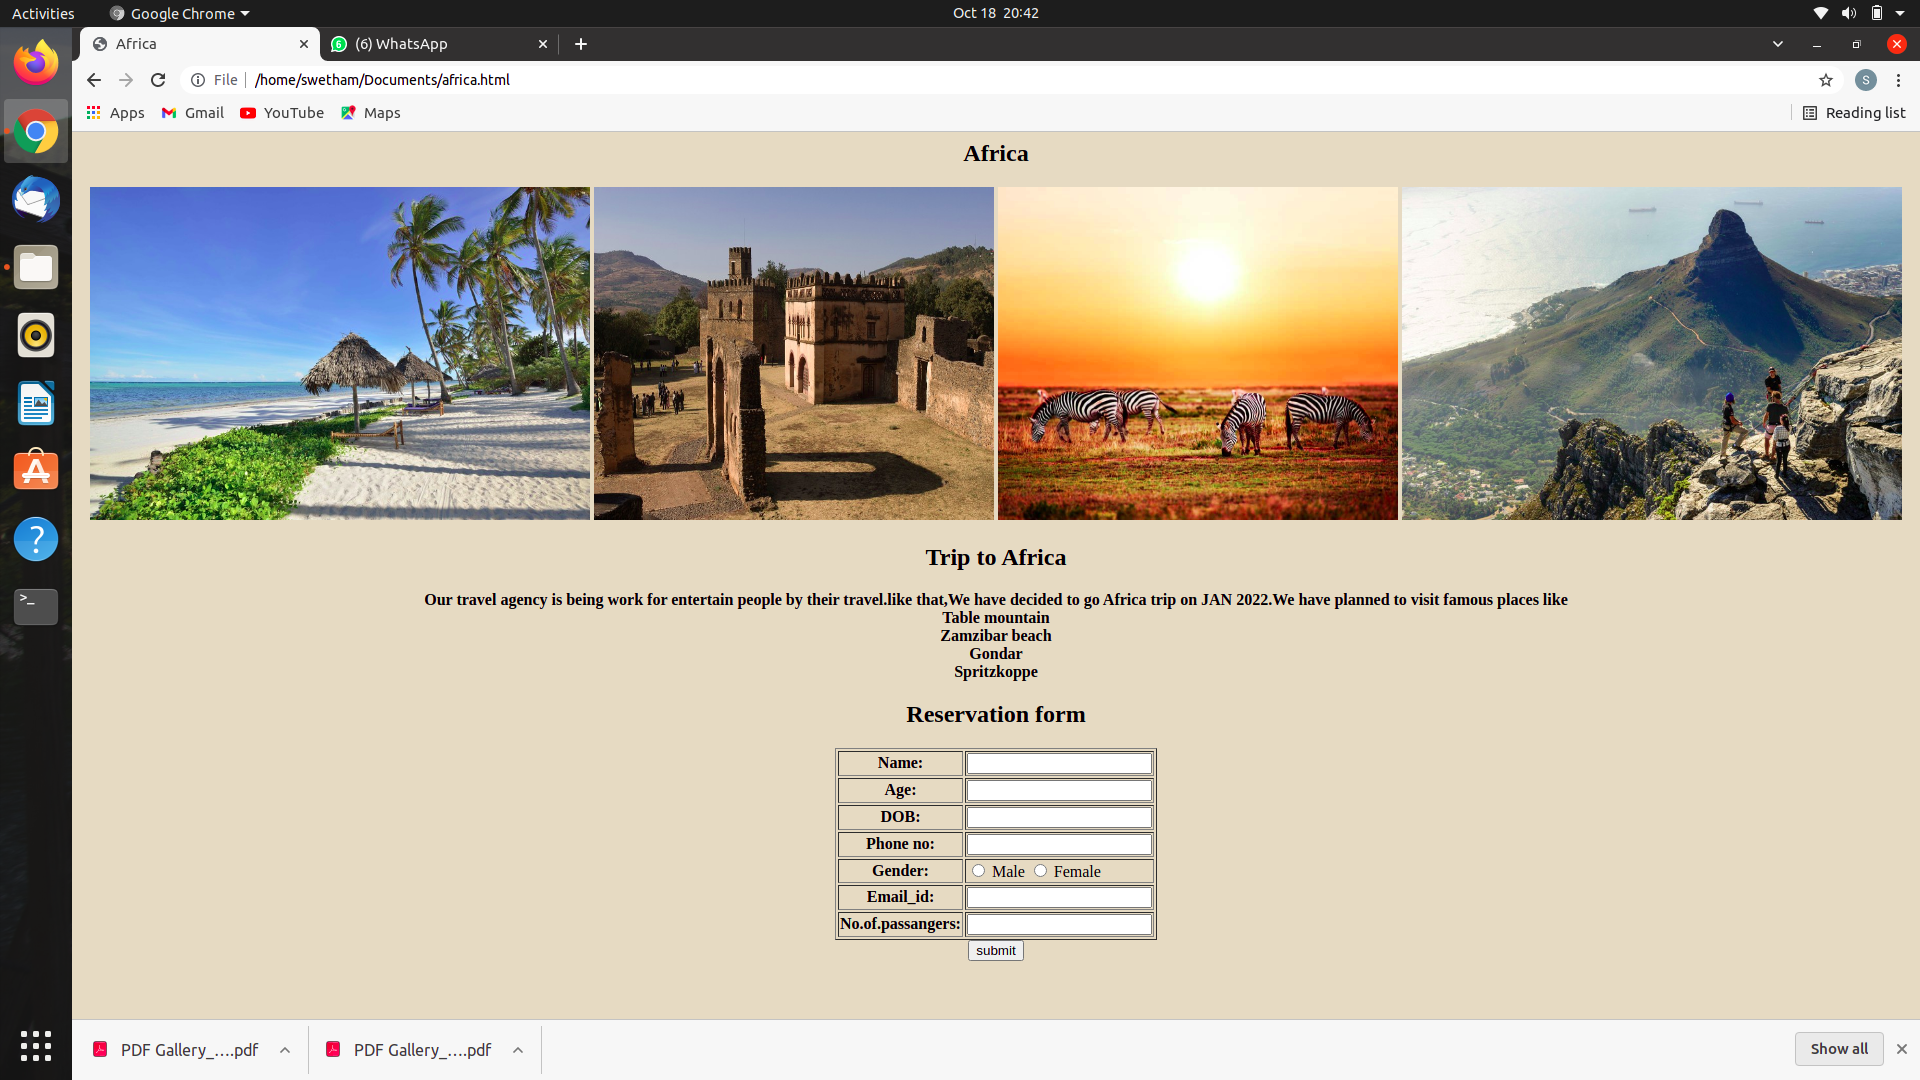 Activities
Google Chrome
Oct 18 20:42
Africa
(6) WhatsApp
File
/home/swetham/Documents/africa.html
S
Apps
Gmail
YouTube
Maps
Reading list
Africa
Trip to Africa
Our travel agency is being work for entertain people by their travel.like that,We have decided to go Africa trip on JAN 2022.We have planned to visit famous places like
Table mountain
Zamzibar beach
Gondar
Spritzkoppe
Reservation form
Name:
Age:
DOB:
Phone no:
Gender: Male Female
Email_id:
No.of.passangers:
submit
PDF Gallery_....pdf
PDF Gallery_....pdf
Show all